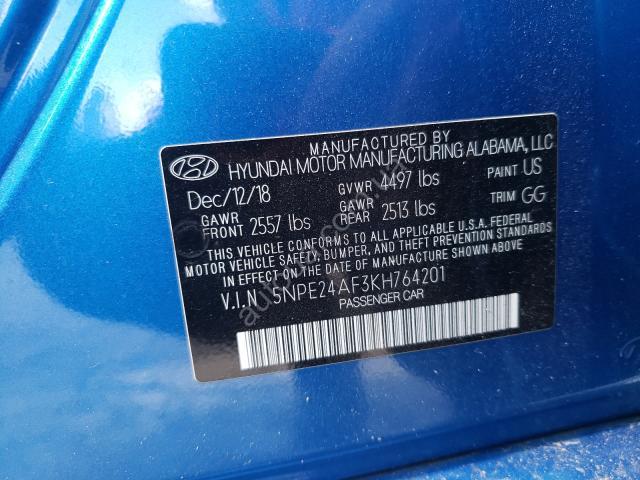 MANUFACTURED BY
HYUNDAI MOTOR MANUFACTURING ALABAMA, LLC
Dec/12/18 GVWR 4497 lbs PAINT US
GAWR FRONT 2557 lbs GAWR REAR 2513 lbs TRIM GG
THIS VEHICLE CONFORMS TO ALL APPLICABLE U.S.A. FEDERAL
MOTOR VEHICLE SAFETY, BUMPER, AND THEFT PREVENTION STANDARDS
IN EFFECT ON THE DATE OF MANUFACTURE SHOWN ABOVE.
V.I.N 5NPE24AF3KH764201
PASSENGER CAR